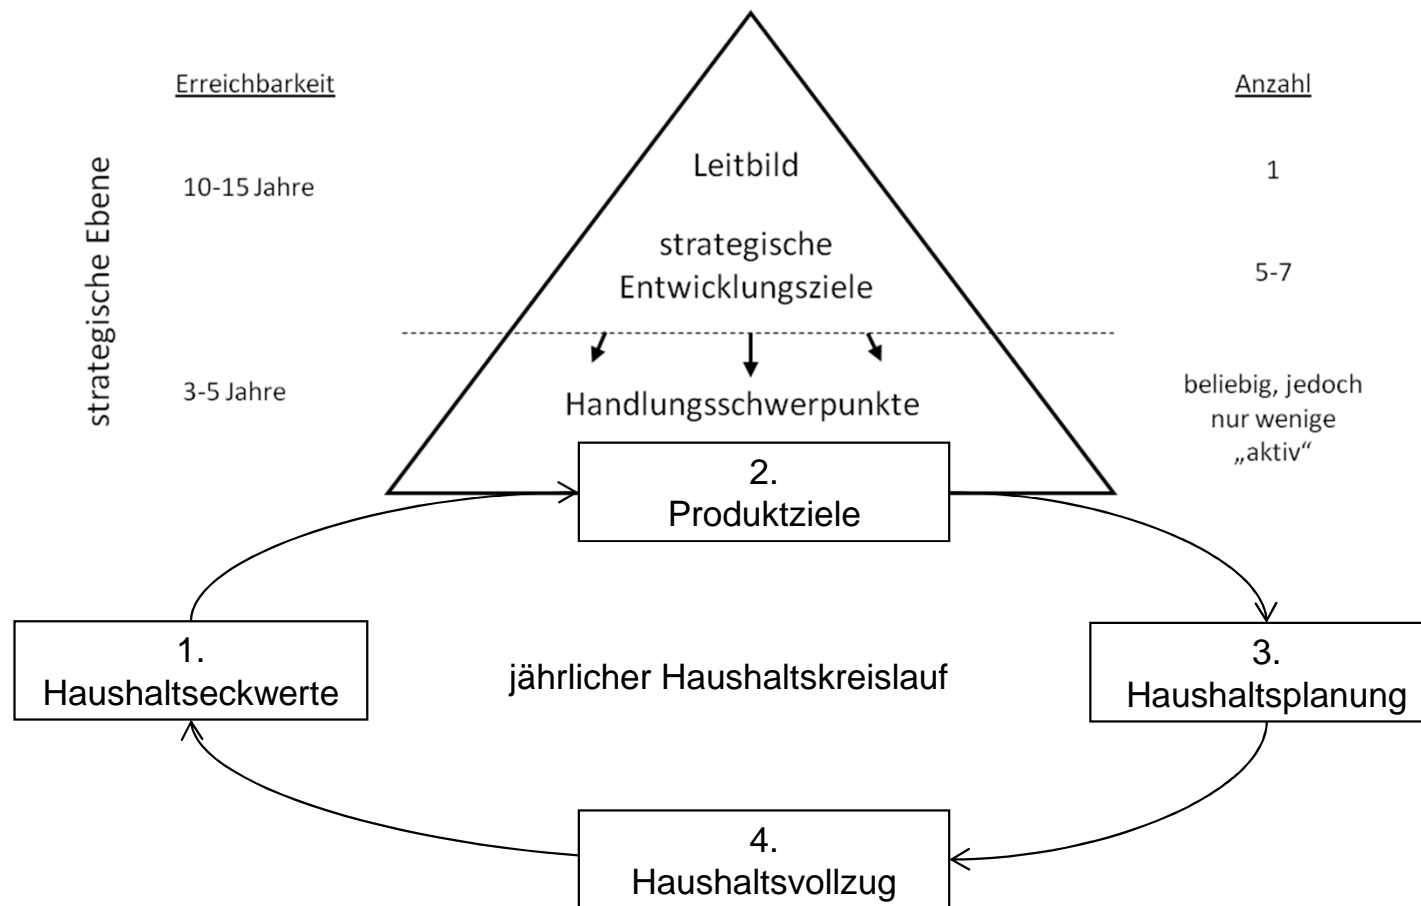 Erreichbarkeit
Anzahl
strategische Ebene
10-15 Jahre
Leitbild
1
strategische
Entwicklungsziele
5-7
3-5 Jahre
Handlungsschwerpunkte
beliebig, jedoch
nur wenige
„aktiv“
2.
Produktziele
1.
Haushaltseckwerte
jährlicher Haushaltskreislauf
3.
Haushaltsplanung
4.
Haushaltsvollzug